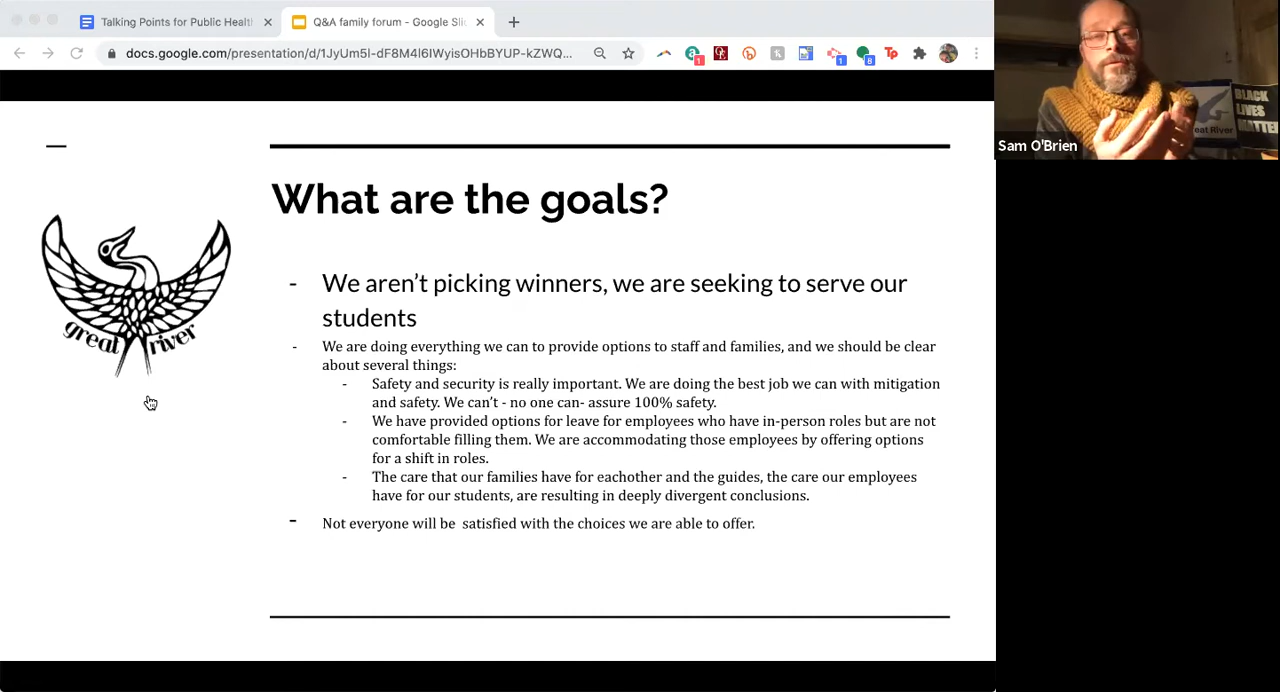 Talking Points for Public Healt
Q&A family forum - Google Sli
docs.google.com/presentation/d/1JyUm5I-dF8M4I6IWyisOHbBYUP-kZWQ...
1
1
8
Tp
BLACK
LIVES
MATTE
eat River
Sam O'Brien
What are the goals?
- We aren't picking winners, we are seeking to serve our
students
- We are doing everything we can to provide options to staff and families, and we should be clear
about several things:
- Safety and security is really important. We are doing the best job we can with mitigation
and safety. We can't - no one can- assure 100% safety.
- We have provided options for leave for employees who have in-person roles but are not
comfortable filling them. We are accommodating those employees by offering options
for a shift in roles.
- The care that our families have for eachother and the guides, the care our employees
have for our students, are resulting in deeply divergent conclusions.
- Not everyone will be satisfied with the choices we are able to offer.
great river